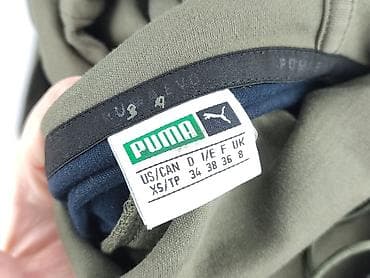 PUMA
US/CAN D I/E F UK
XS/TP 34 38 36 8